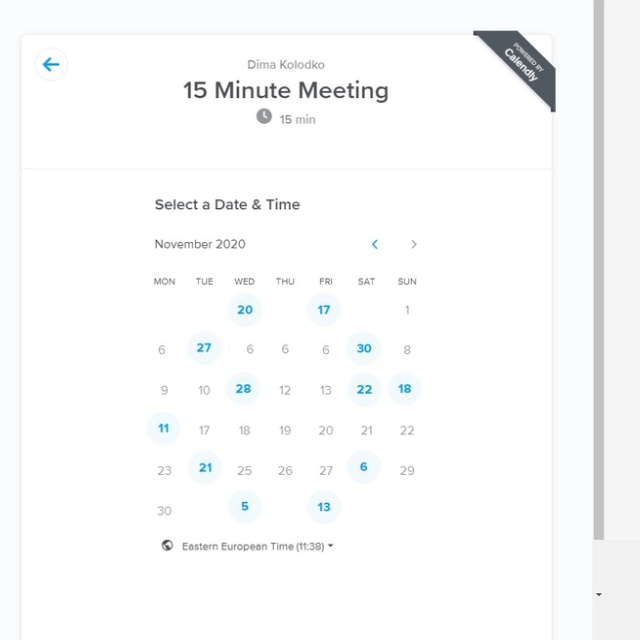 POWERED BY
Calendly
Dima Kolodko
15 Minute Meeting
15 min
Select a Date & Time
November 2020
MON TUE WED THU FRI SAT SUN
20 17 1
6 27 6 6 6 30 8
9 10 28 12 13 22 18
11 17 18 19 20 21 22
23 21 25 26 27 6 29
30 5 13
Eastern European Time (11:38)